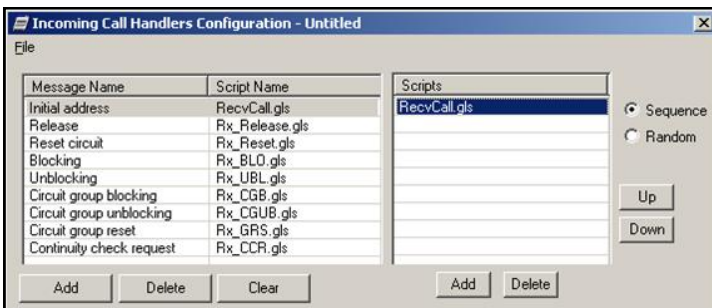 Incoming Call Handlers Configuration - Untitled
File
Message Name Script Name Scripts
Initial address RecvCall.gls RecvCall.gls
Release Rx_Release.gls Sequence
Reset circuit Rx_Reset.gls Random
Blocking Rx_BLO.gls
Unblocking Rx_UBL.gls
Circuit group blocking Rx_CGB.gls Up
Circuit group unblocking Rx_CGUB.gls
Circuit group reset Rx_GRS.gls Down
Continuity check request Rx_CCR.gls
Add Delete Clear Add Delete